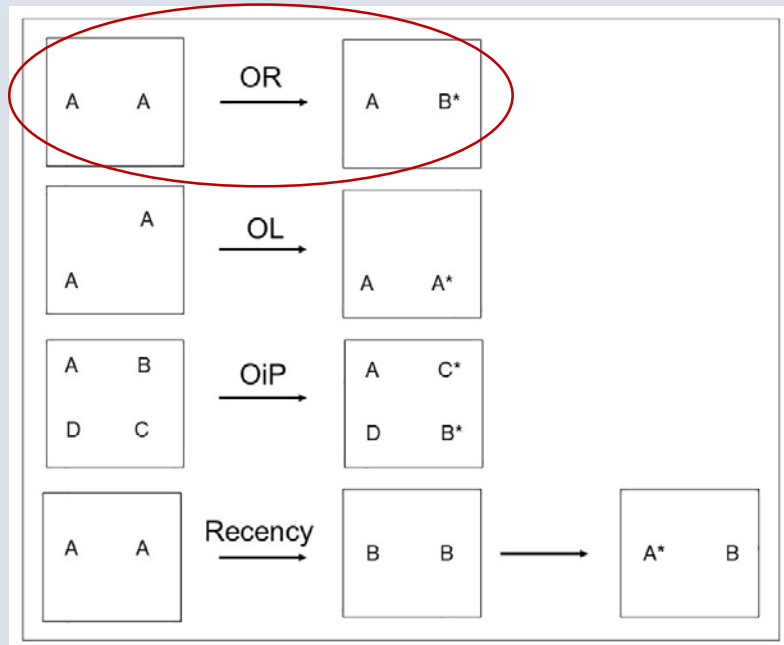 OR
A A A B*
OL
A
A A A*
OiP
A B A C*
D C D B*
Recency
A A B B A* B